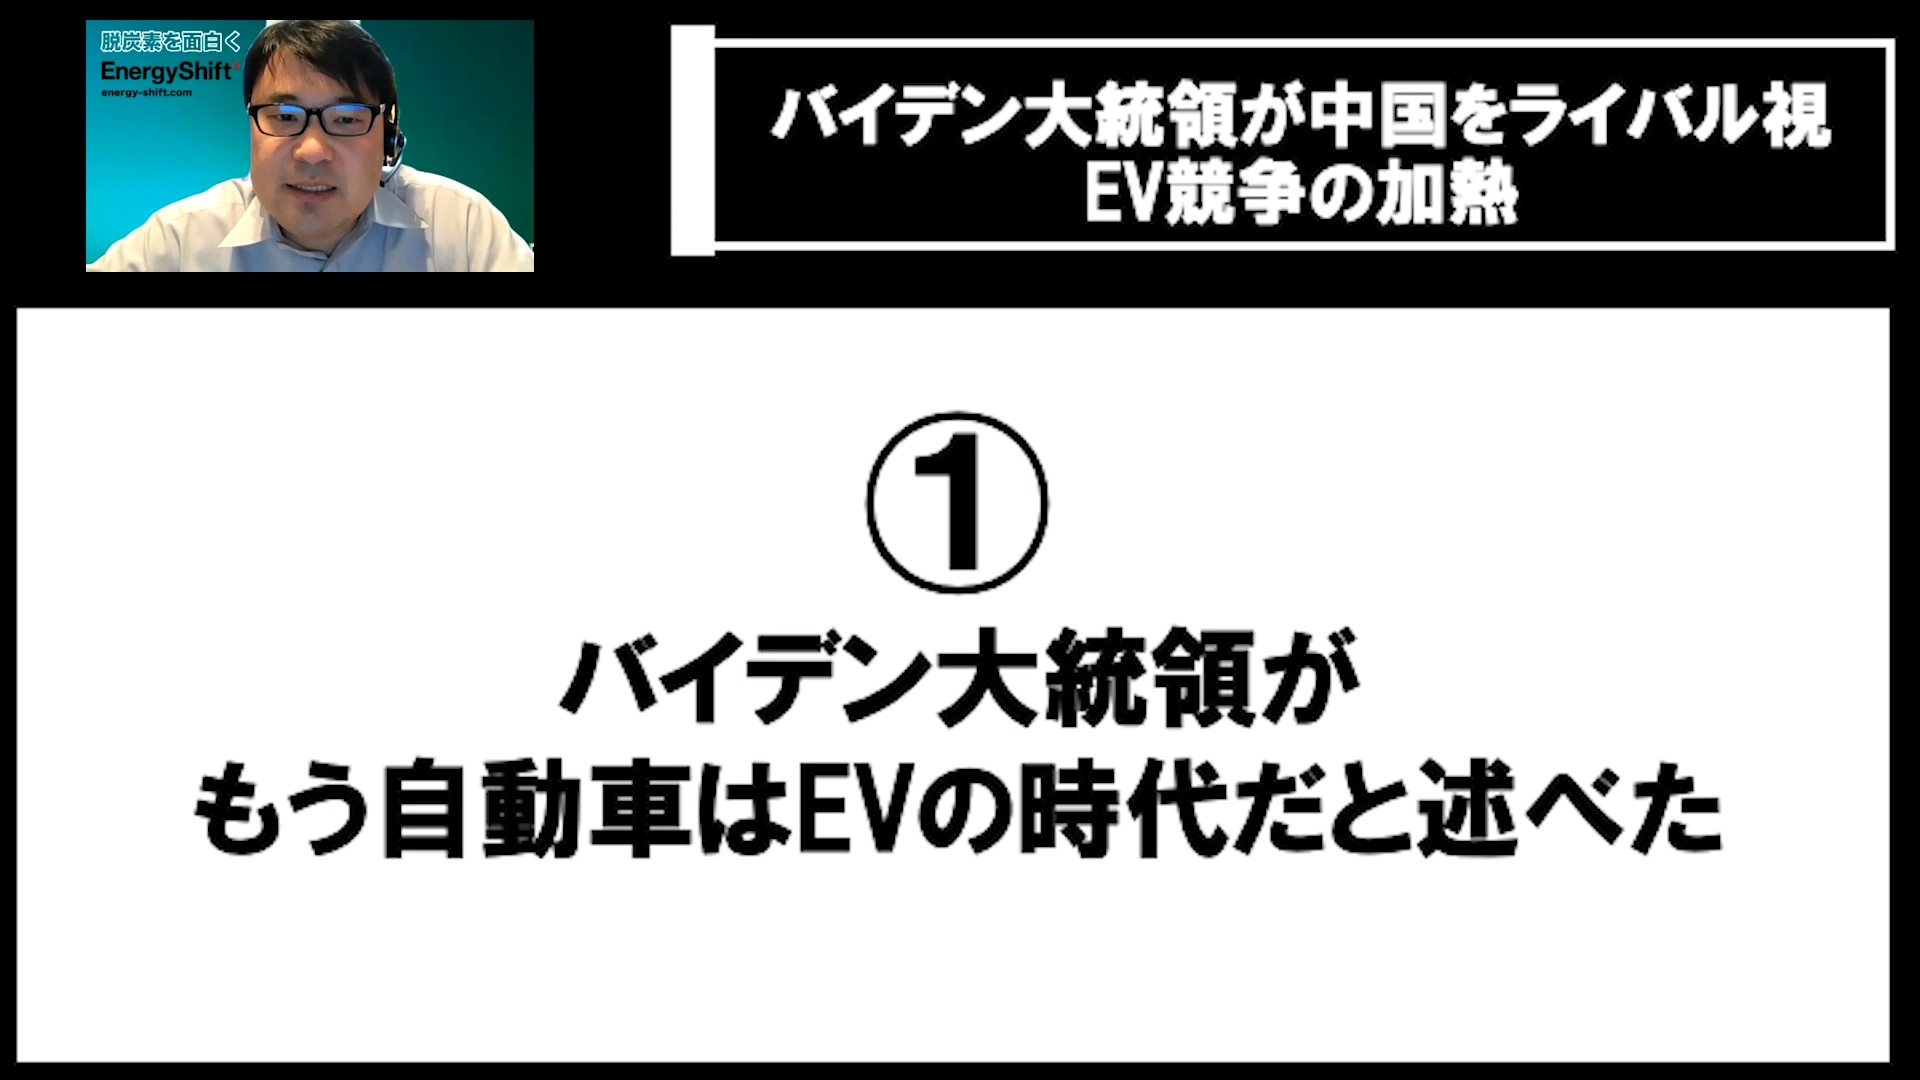 脱炭素を面白く
EnergyShift
energy-shift.com
バイデン大統領が中国をライバル視
EV競争の加熱
①
バイデン大統領が
もう自動車はEVの時代だと述べた